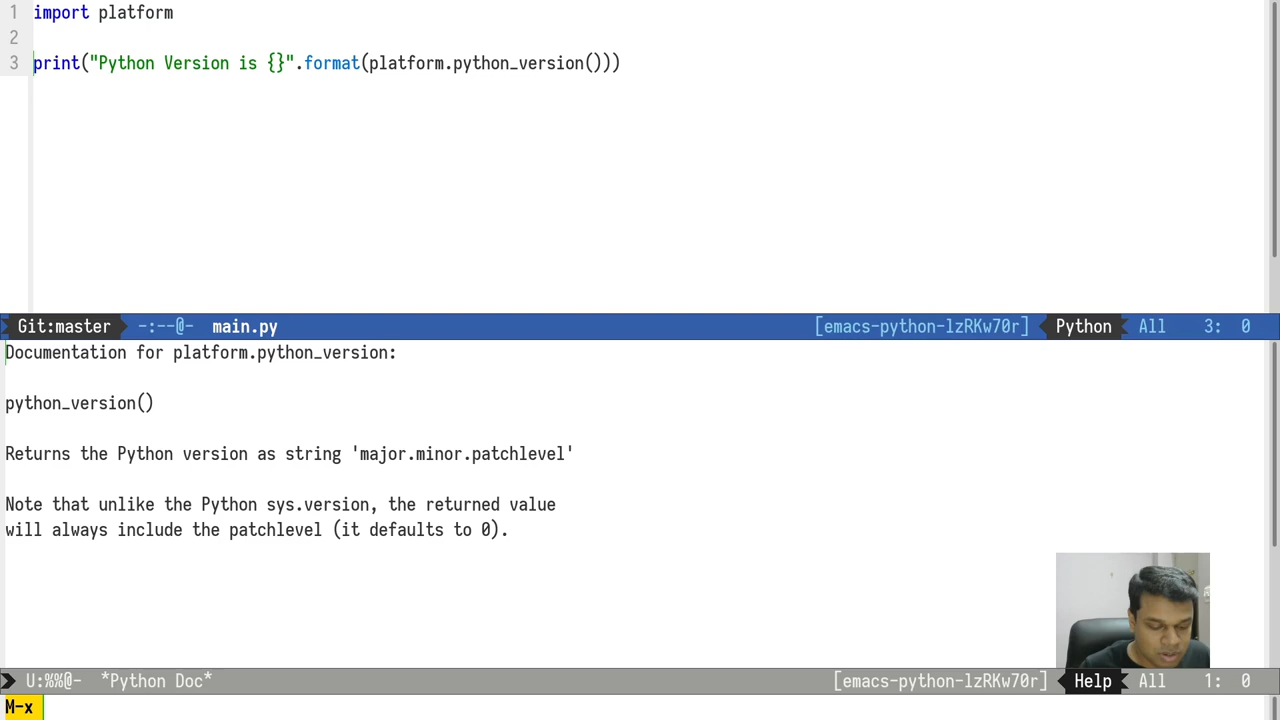 1 import platform
2
3 print("Python Version is {}".format(platform.python_version()))
Git:master -:--@- main.py [emacs-python-lzRKw70r] Python All 3: 0
Documentation for platform.python_version:
python_version()
Returns the Python version as string 'major.minor.patchlevel'
Note that unlike the Python sys.version, the returned value
will always include the patchlevel (it defaults to 0).
U:%%@- *Python Doc* [emacs-python-lzRKw70r] Help All 1: 0
M-x